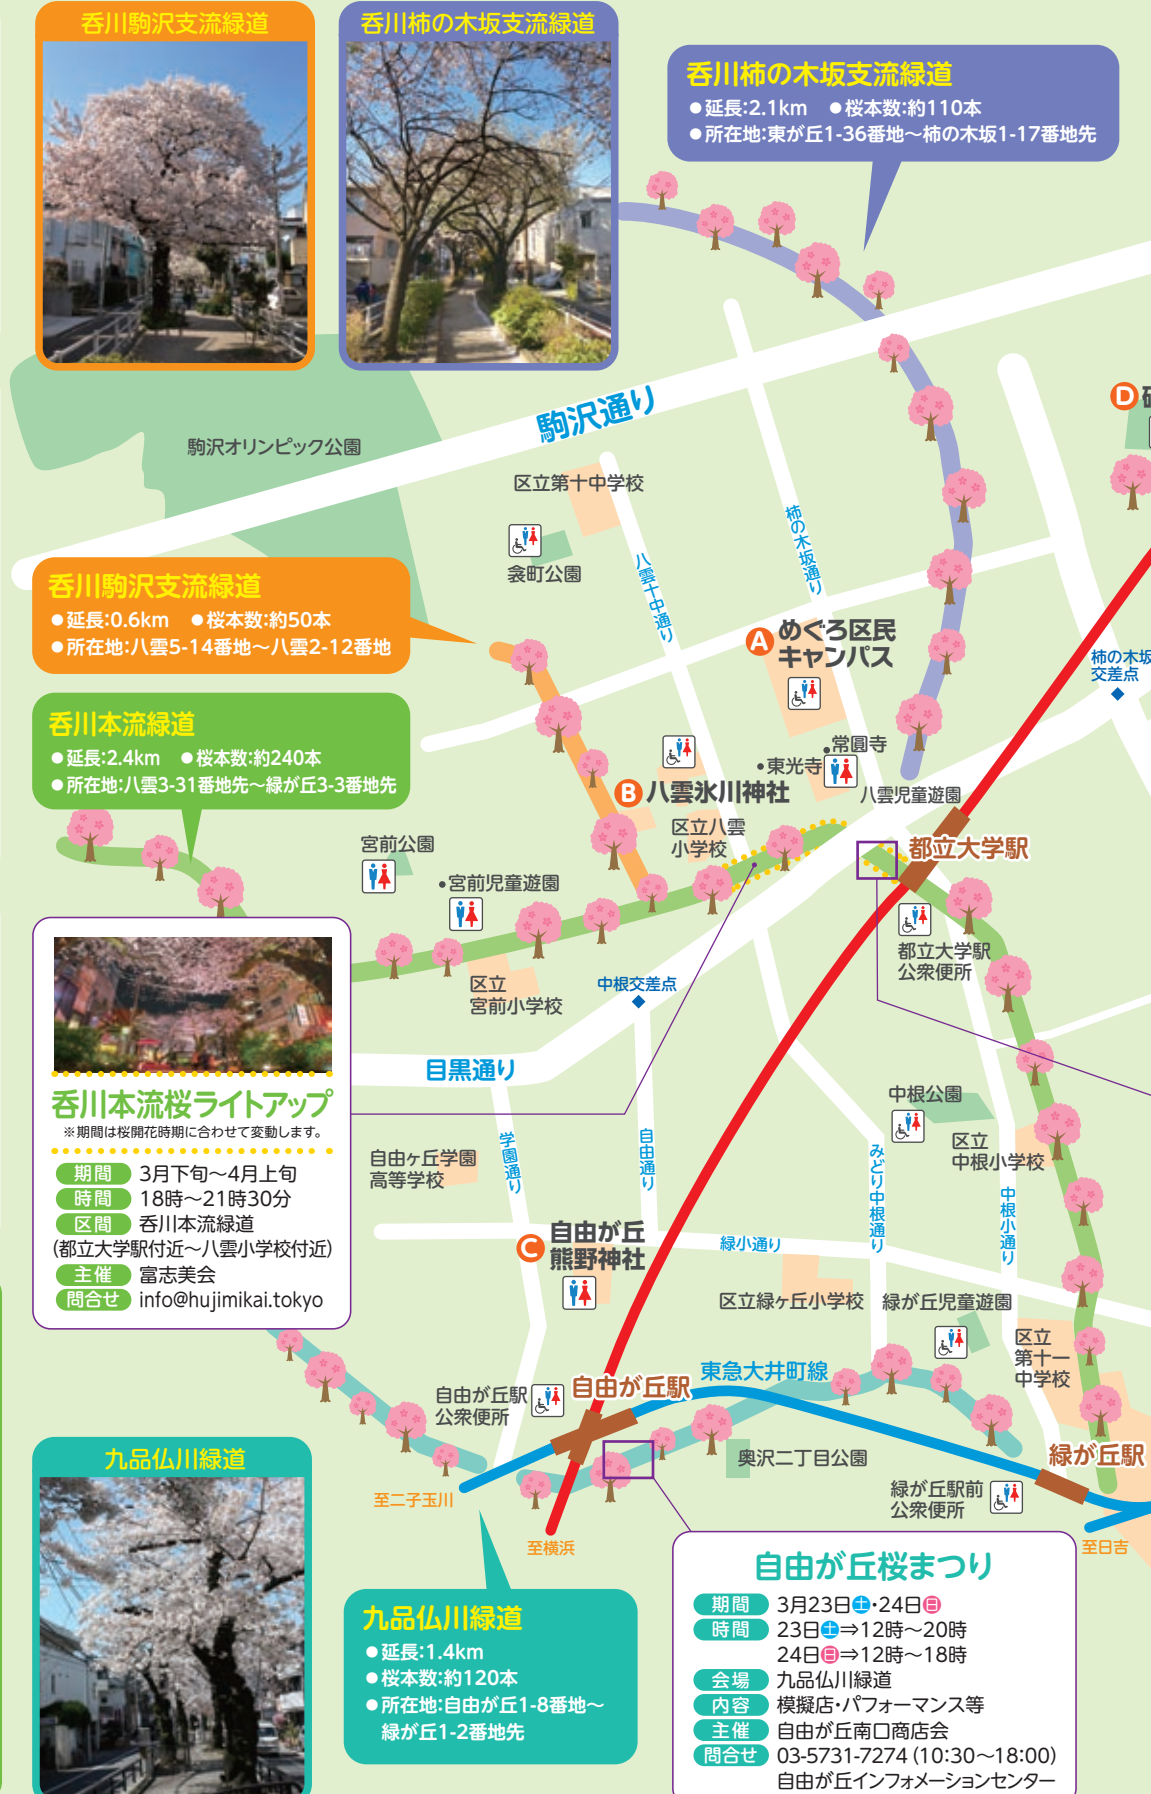 呑川駒沢支流緑道
呑川柿の木坂支流緑道
呑川柿の木坂支流緑道
●延長:2.1km ●桜本数:約110本
●所在地:東が丘1-36番地〜柿の木坂1-17番地先
駒沢通り
駒沢オリンピック公園
D
区立第十中学校
衾町公園
八雲十中通り
柿の木坂通り
呑川駒沢支流緑道
●延長:0.6km ●桜本数:約50本
●所在地:八雲5-14番地〜八雲2-12番地
A めぐろ区民
キャンパス
柿の木坂
交差点
呑川本流緑道
●延長:2.4km ●桜本数:約240本
●所在地:八雲3-31番地先〜緑が丘3-3番地先
常圓寺
東光寺
八雲児童遊園
B 八雲氷川神社
区立八雲
小学校
都立大学駅
宮前公園
宮前児童遊園
都立大学駅
公衆便所
区立
宮前小学校
中根交差点
目黒通り
呑川本流桜ライトアップ
※期間は桜開花時期に合わせて変動します。
期間 3月下旬〜4月上旬
時間 18時〜21時30分
区間 呑川本流緑道
(都立大学駅付近〜八雲小学校付近)
主催 富志美会
問合せ info@hujimikai.tokyo
中根公園
区立
中根小学校
自由ヶ丘学園
高等学校
学園通り
自由通り
みどり中根通り
中根小通り
C 自由が丘
熊野神社
緑小通り
区立緑ヶ丘小学校
緑が丘児童遊園
区立
第十一
中学校
東急大井町線
自由が丘駅
自由が丘駅
公衆便所
奥沢二丁目公園
緑が丘駅
緑が丘駅前
公衆便所
至二子玉川
至横浜
至日吉
九品仏川緑道
九品仏川緑道
●延長:1.4km
●桜本数:約120本
●所在地:自由が丘1-8番地〜
緑が丘1-2番地先
自由が丘桜まつり
期間 3月23日土・24日日
時間 23日土⇒12時〜20時
24日日⇒12時〜18時
会場 九品仏川緑道
内容 模擬店・パフォーマンス等
主催 自由が丘南口商店会
問合せ 03-5731-7274 (10:30〜18:00)
自由が丘インフォメーションセンター